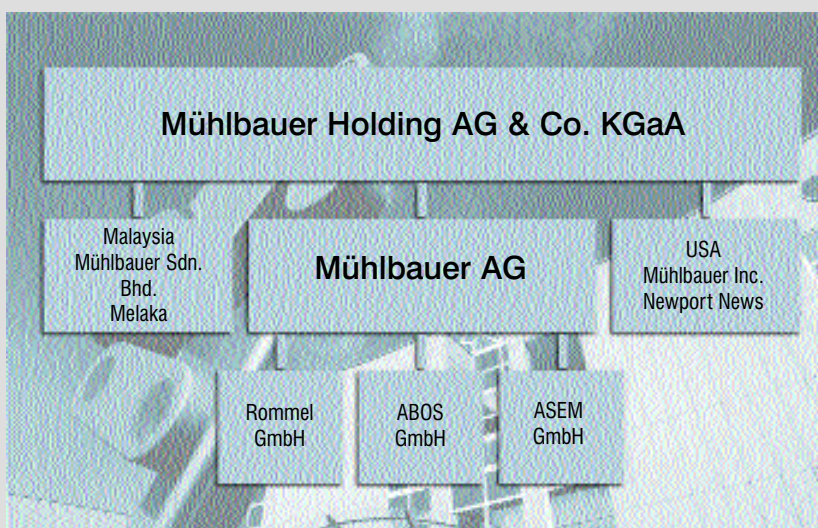 Mühlbauer Holding AG & Co. KGaA
Malaysia
Mühlbauer Sdn.
Bhd.
Melaka
Mühlbauer AG
USA
Mühlbauer Inc.
Newport News
Rommel
GmbH
ABOS
GmbH
ASEM
GmbH